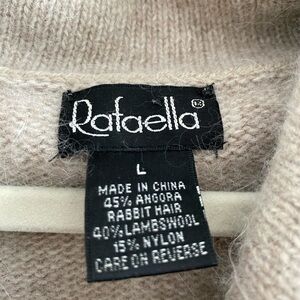 Rafaella
L
MADE IN CHINA
45% ANGORA
RABBIT HAIR
40% LAMBSWOOL
15% NYLON
CARE ON REVERSE